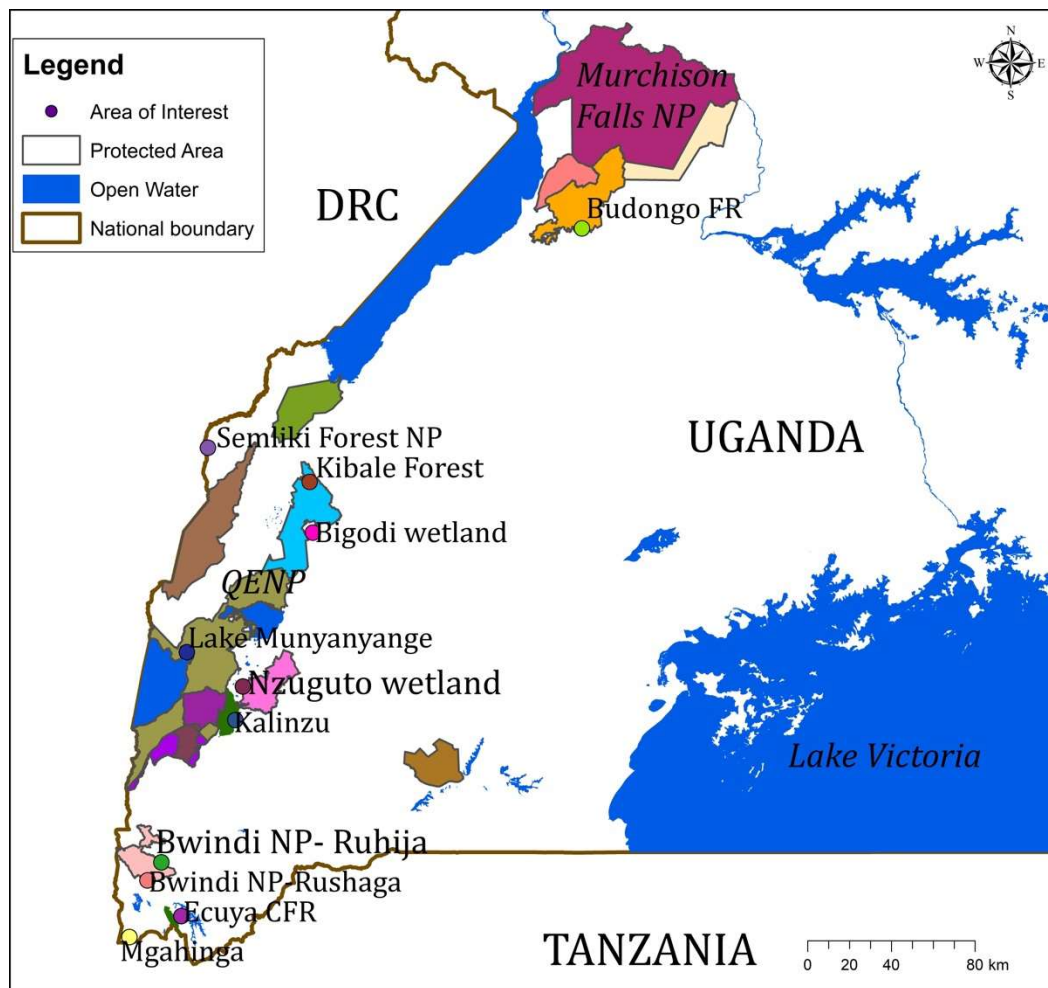 Legend
Area of Interest
Protected Area
Open Water
National boundary
N
W E
S
Murchison
Falls NP
DRC
Budongo FR
UGANDA
Semliki Forest NP
Kibale Forest
Bigodi wetland
QENP
Lake Munyanyange
Nzuguto wetland
Kalinzu
Lake Victoria
Bwindi NP- Ruhija
Bwindi NP-Rushaga
Ecuya CFR
Mgahinga
TANZANIA
0 20 40 80 km